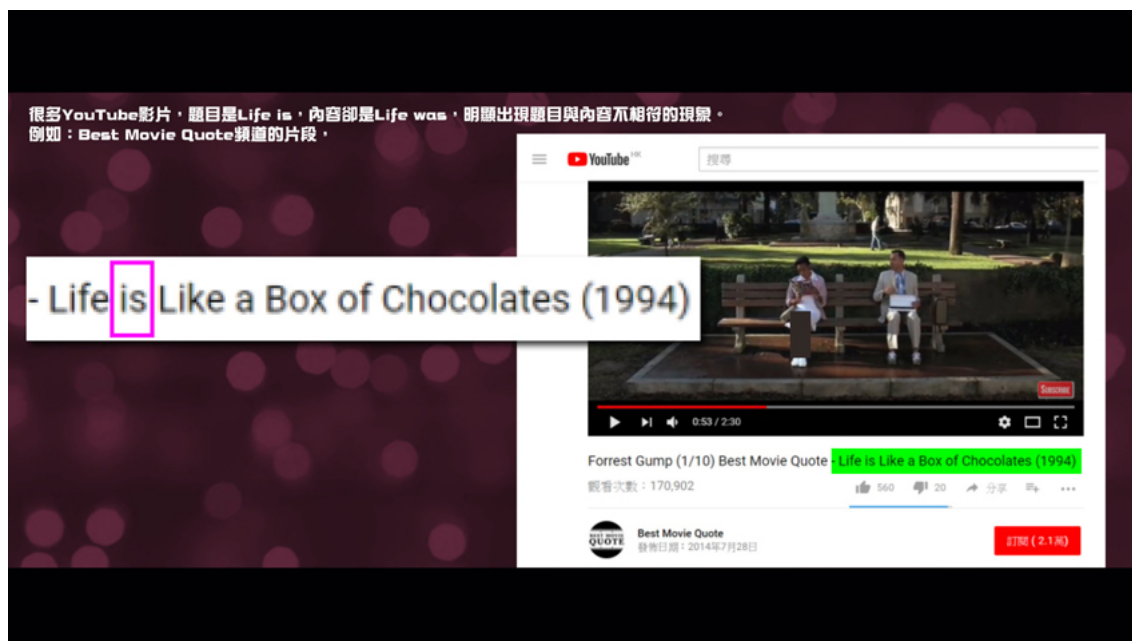 很多YouTube影片，題目是Life is，內容卻是Life was，明顯出現題目與內容不相符的現象。
例如：Best Movie Quote頻道的片段，
YouTube HK
搜尋
- Life is Like a Box of Chocolates (1994)
SUBSCRIBE
0:53 / 2:30
Forrest Gump (1/10) Best Movie Quote - Life is Like a Box of Chocolates (1994)
觀看次數：170,902
560 20 分享
BEST MOVIE QUOTE
Best Movie Quote
發佈日期：2014年7月28日
訂閱 ( 2.1萬)